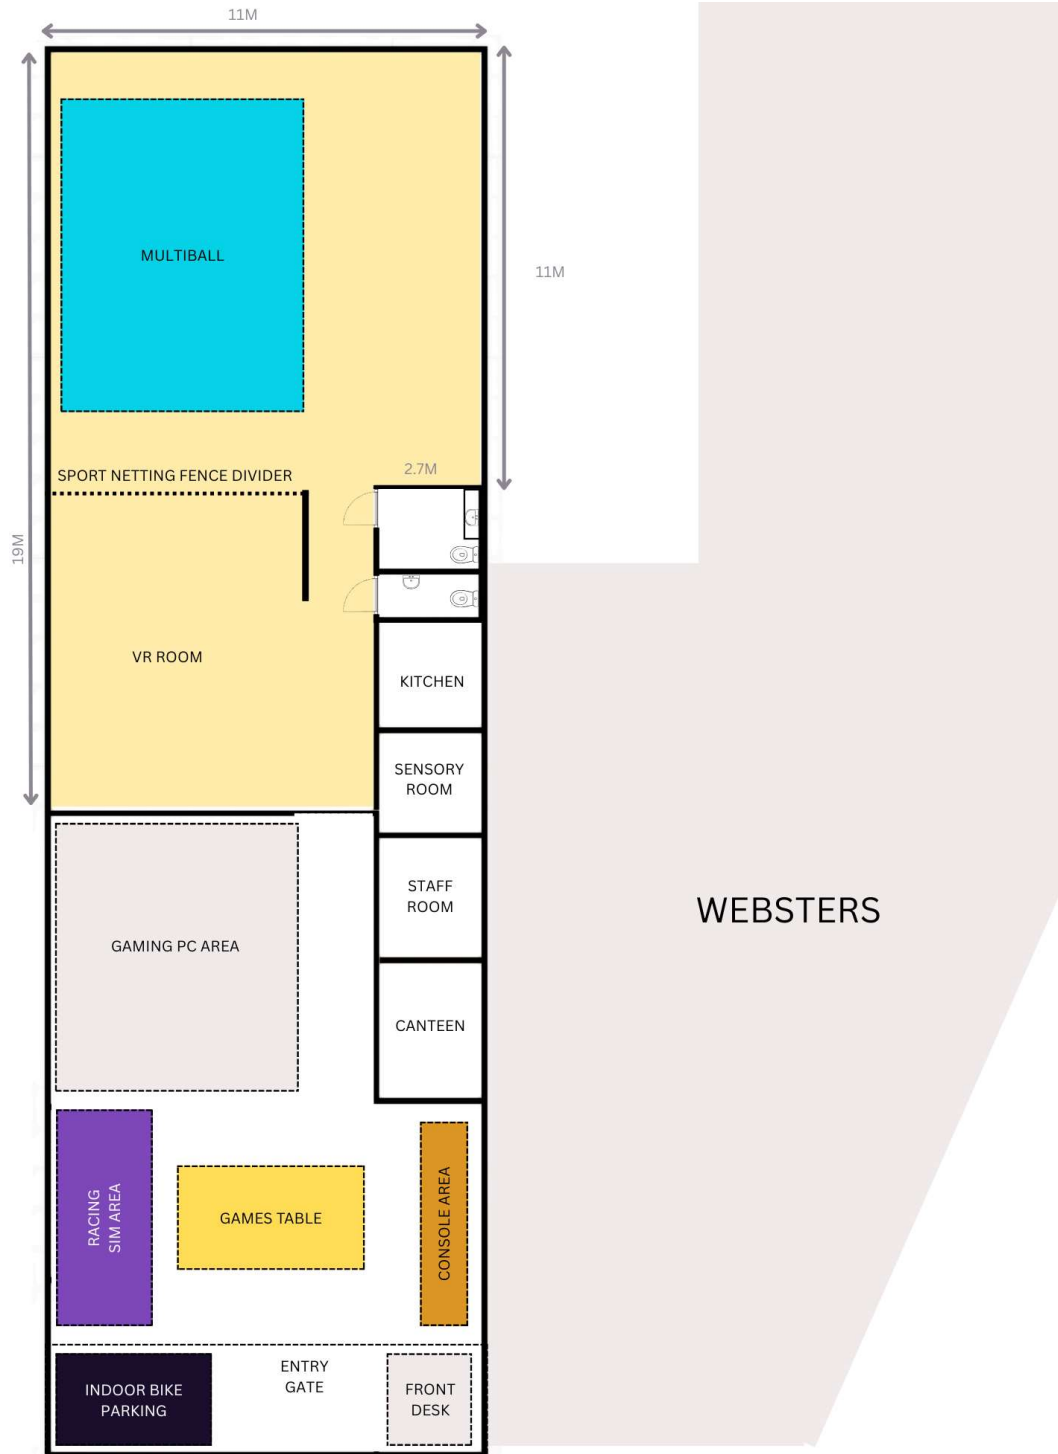 11M
MULTIBALL
11M
SPORT NETTING FENCE DIVIDER
2.7M
19M
VR ROOM
KITCHEN
SENSORY
ROOM
STAFF
ROOM
WEBSTERS
GAMING PC AREA
CANTEEN
RACING
SIM AREA
GAMES TABLE
CONSOLE AREA
ENTRY
GATE
INDOOR BIKE
PARKING
FRONT
DESK